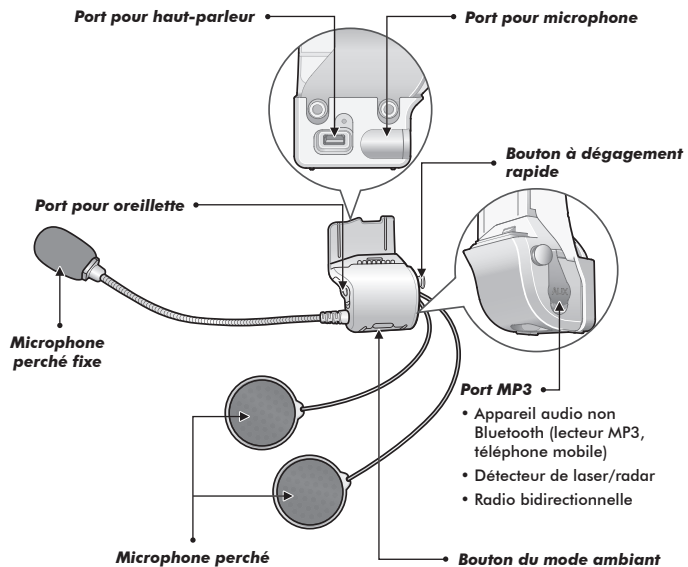 Port pour haut-parleur
Port pour microphone
Bouton à dégagement
rapide
Port pour oreillette
AUX
Microphone
perché fixe
Port MP3
• Appareil audio non
Bluetooth (lecteur MP3,
téléphone mobile)
• Détecteur de laser/radar
• Radio bidirectionnelle
Microphone perché
Bouton du mode ambiant